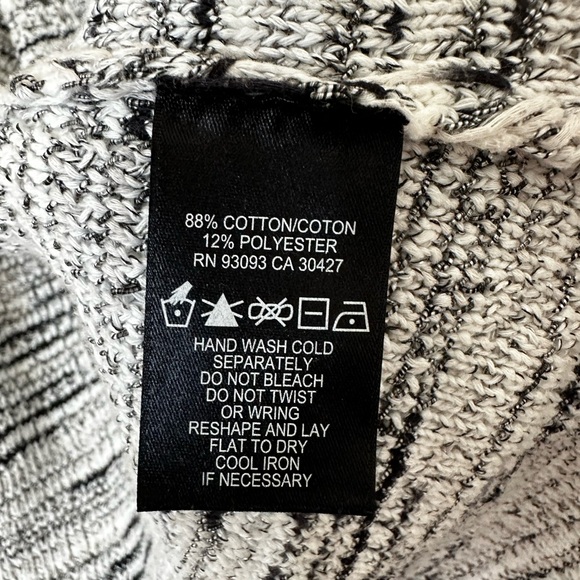 88% COTTON/COTON
12% POLYESTER
RN 93093 CA 30427
HAND WASH COLD
SEPARATELY
DO NOT BLEACH
DO NOT TWIST
OR WRING
RESHAPE AND LAY
FLAT TO DRY
COOL IRON
IF NECESSARY